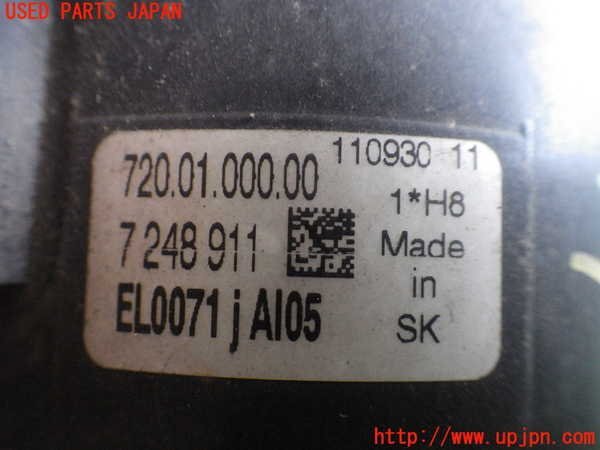 USED PARTS JAPAN
720.01.000.00
110930 11
7 248 911
1*H8
Made
in
SK
EL0071 j AI05
http://www.upjpn.com/